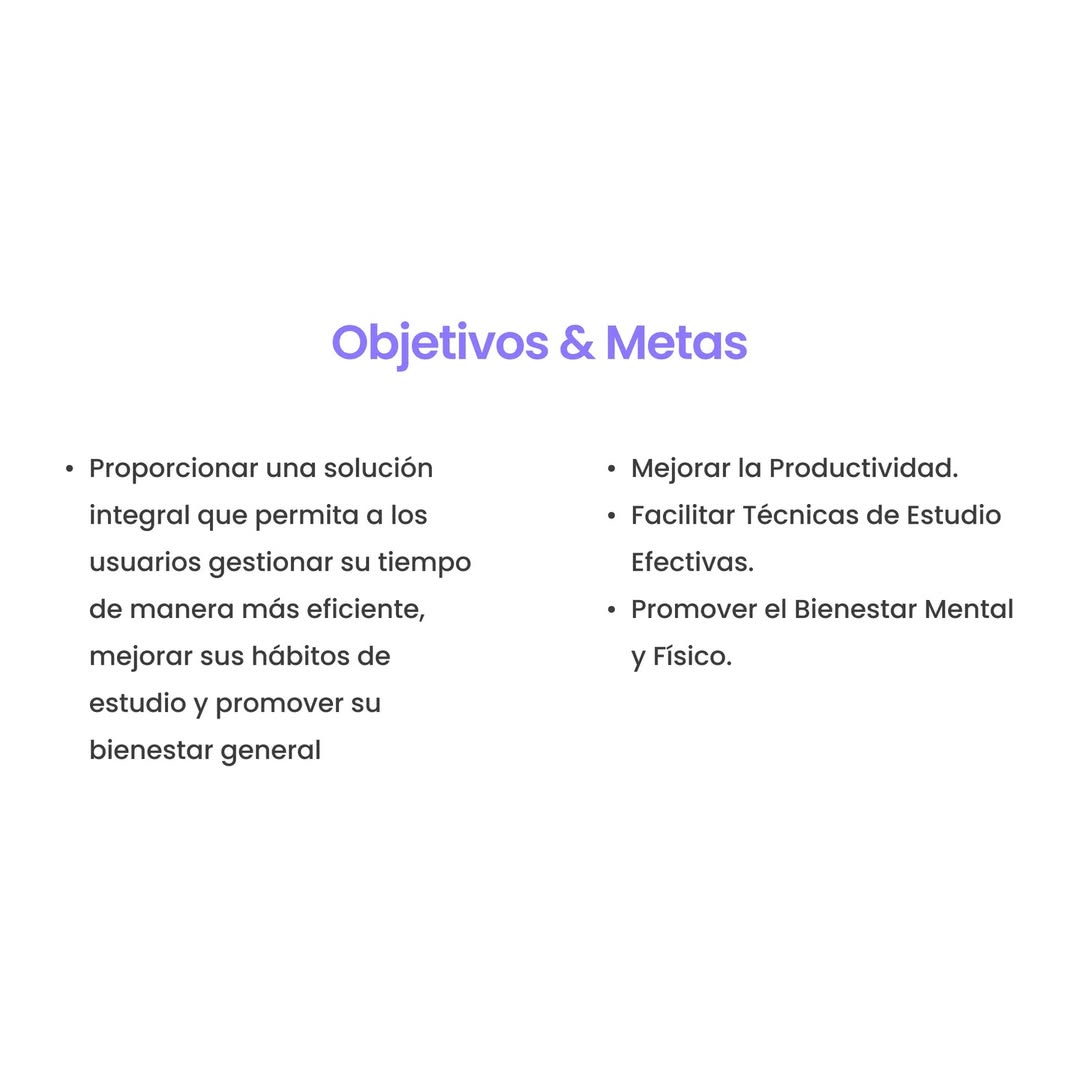 Objetivos & Metas
• Proporcionar una solución
integral que permita a los
usuarios gestionar su tiempo
de manera más eficiente,
mejorar sus hábitos de
estudio y promover su
bienestar general
• Mejorar la Productividad.
• Facilitar Técnicas de Estudio
Efectivas.
• Promover el Bienestar Mental
y Físico.